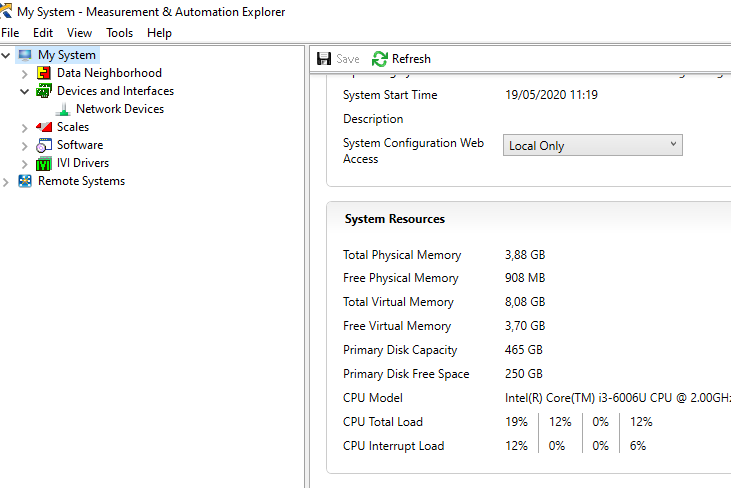 My System - Measurement & Automation Explorer
File Edit View Tools Help
My System
Data Neighborhood
Devices and Interfaces
Network Devices
Scales
Software
IVI Drivers
Remote Systems
Save Refresh
System Start Time 19/05/2020 11:19
Description
System Configuration Web
Access
Local Only
System Resources
Total Physical Memory 3,88 GB
Free Physical Memory 908 MB
Total Virtual Memory 8,08 GB
Free Virtual Memory 3,70 GB
Primary Disk Capacity 465 GB
Primary Disk Free Space 250 GB
CPU Model Intel(R) Core(TM) i3-6006U CPU @ 2.00GHz
CPU Total Load 19% 12% 0% 12%
CPU Interrupt Load 12% 0% 0% 6%